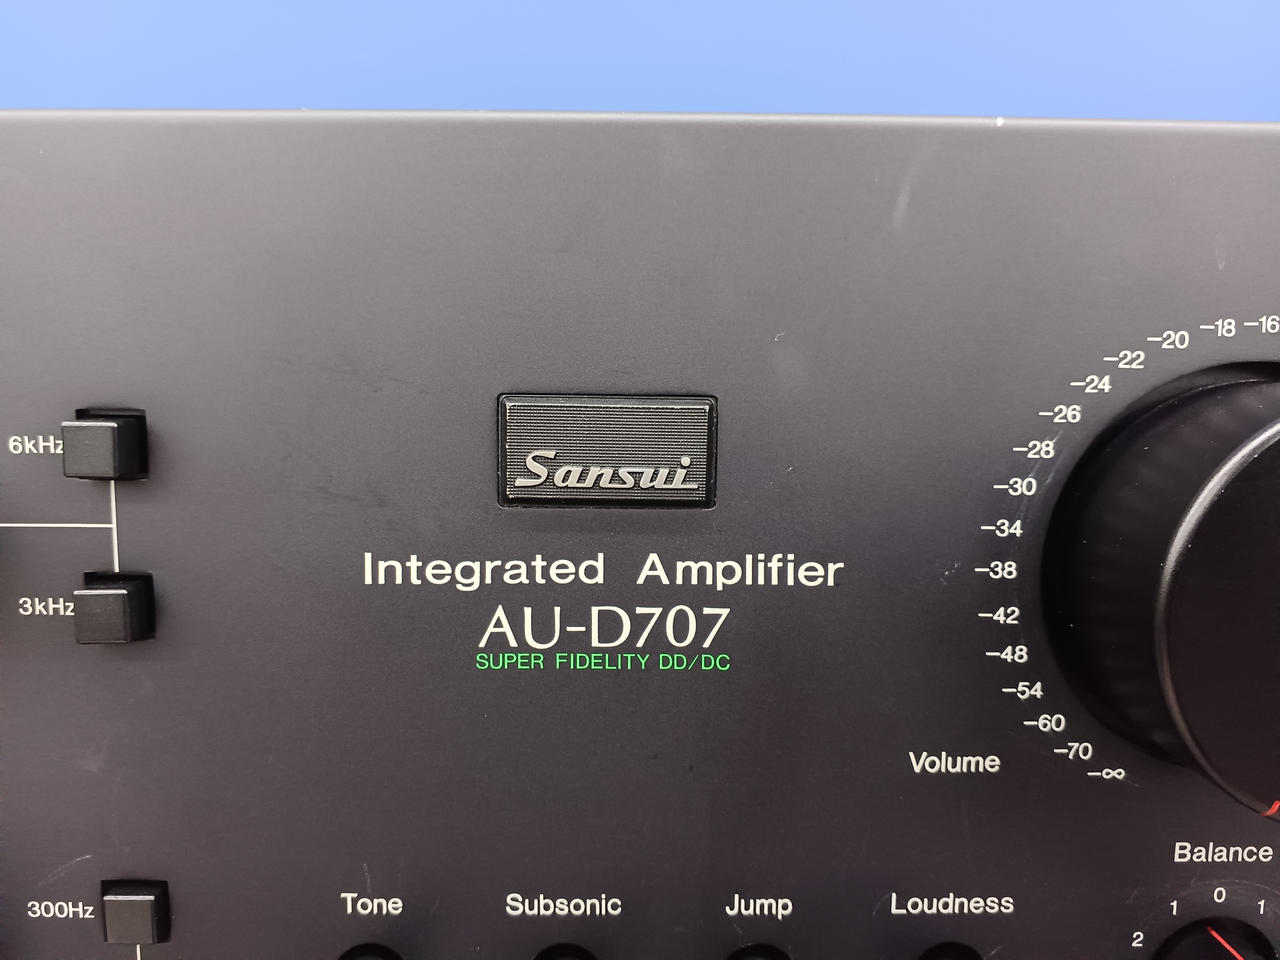 -16
-18
-20
-22
-24
-26
-28
-30
-34
-38
-42
-48
-54
-60
-70
-∞
Volume
6kHz
3kHz
300Hz
Sansui
Integrated Amplifier
AU-D707
SUPER FIDELITY DD/DC
Balance
2 1 0 1
Tone Subsonic Jump Loudness